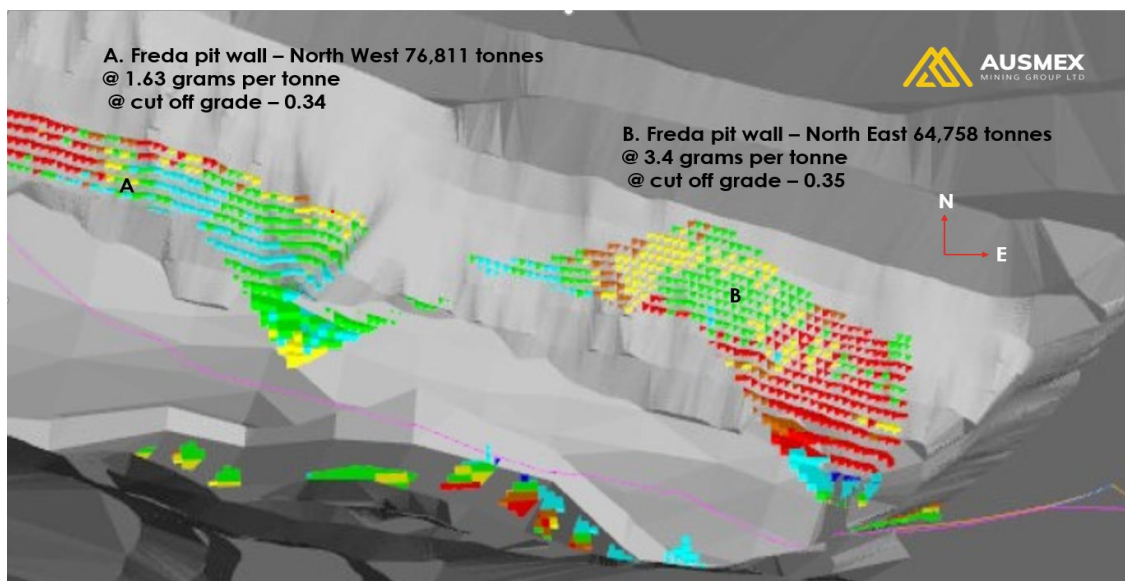 A. Freda pit wall – North West 76,811 tonnes
@ 1.63 grams per tonne
@ cut off grade – 0.34
AUSMEX
MINING GROUP LTD
B. Freda pit wall – North East 64,758 tonnes
@ 3.4 grams per tonne
@ cut off grade – 0.35
A
N
E
B